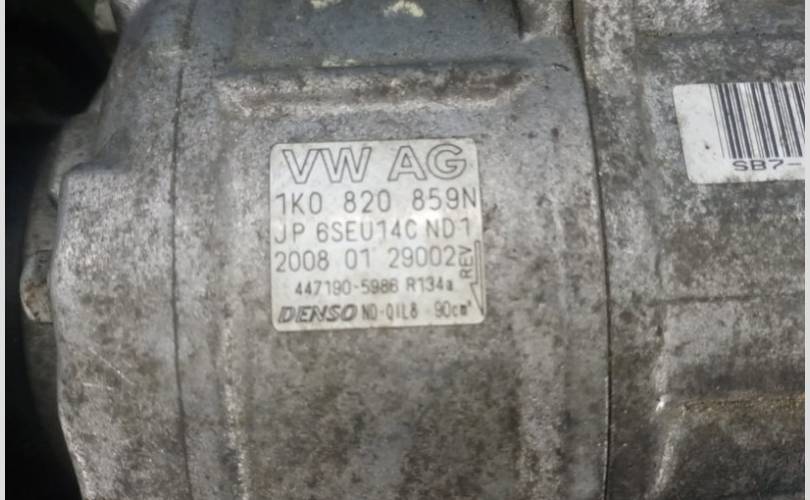 VW AG
1K0 820 859N
JP 6SEU14C ND1
2008 01 29002
REV
447190-5986 R134a
DENSO ND-OIL8 90cm³
SB7-